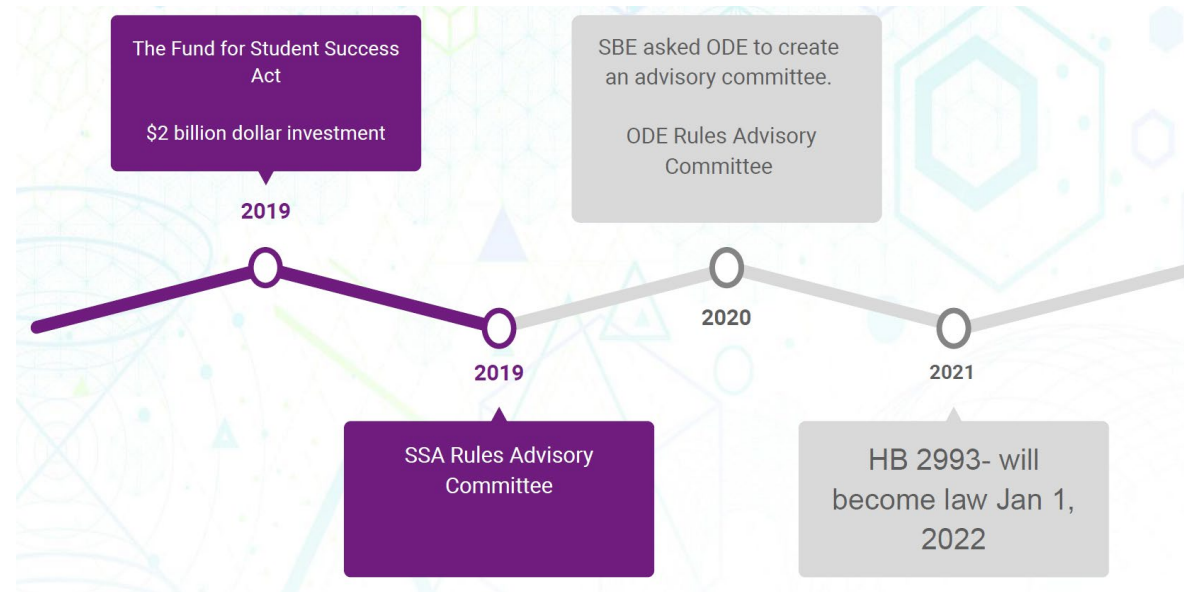 The Fund for Student Success
Act
$2 billion dollar investment
2019
2019
SSA Rules Advisory
Committee
SBE asked ODE to create
an advisory committee.
ODE Rules Advisory
Committee
2020
2021
HB 2993- will
become law Jan 1,
2022